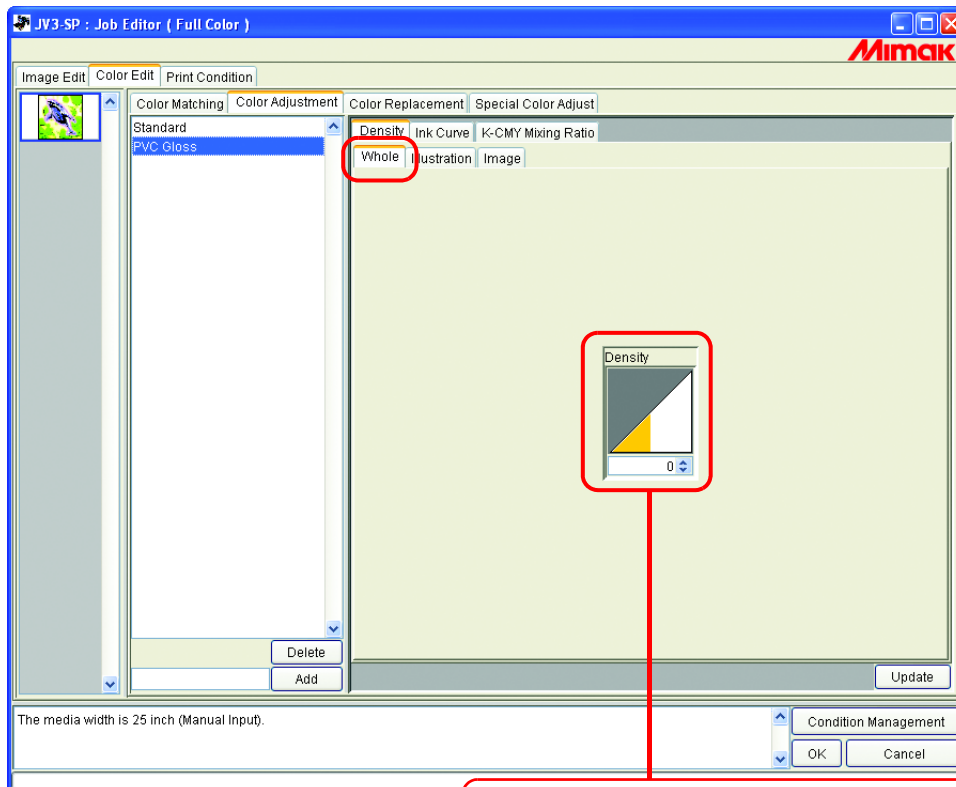 JV3-SP : Job Editor ( Full Color )
Mimak
Image Edit Color Edit Print Condition
Color Matching Color Adjustment Color Replacement Special Color Adjust
Standard
PVC Gloss
Density Ink Curve K-CMY Mixing Ratio
Whole Illustration Image
Density
0
Delete
Add
Update
The media width is 25 inch (Manual Input).
Condition Management
OK Cancel